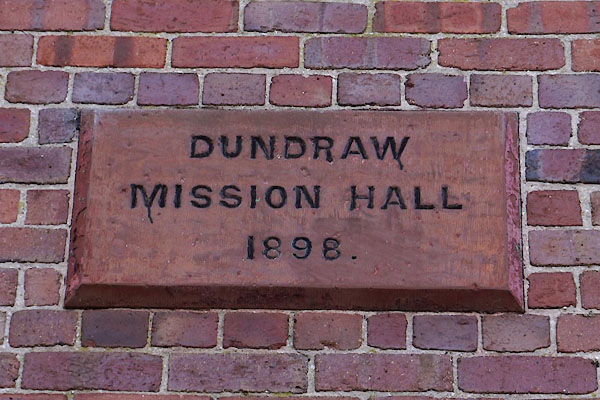 DUNDRAW
MISSION HALL
1898.